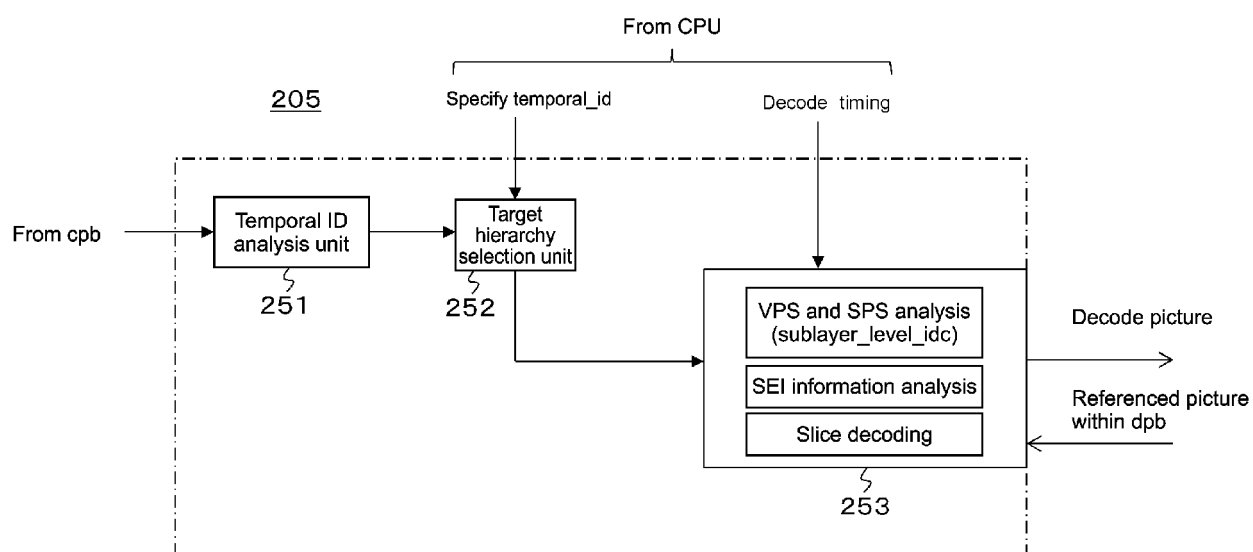 From CPU
205
Specify temporal_id
Decode timing
From cpb
Temporal ID
analysis unit
251
Target
hierarchy
selection unit
252
VPS and SPS analysis
(sublayer_level_idc)
SEI information analysis
Slice decoding
253
Decode picture
Referenced picture
within dpb